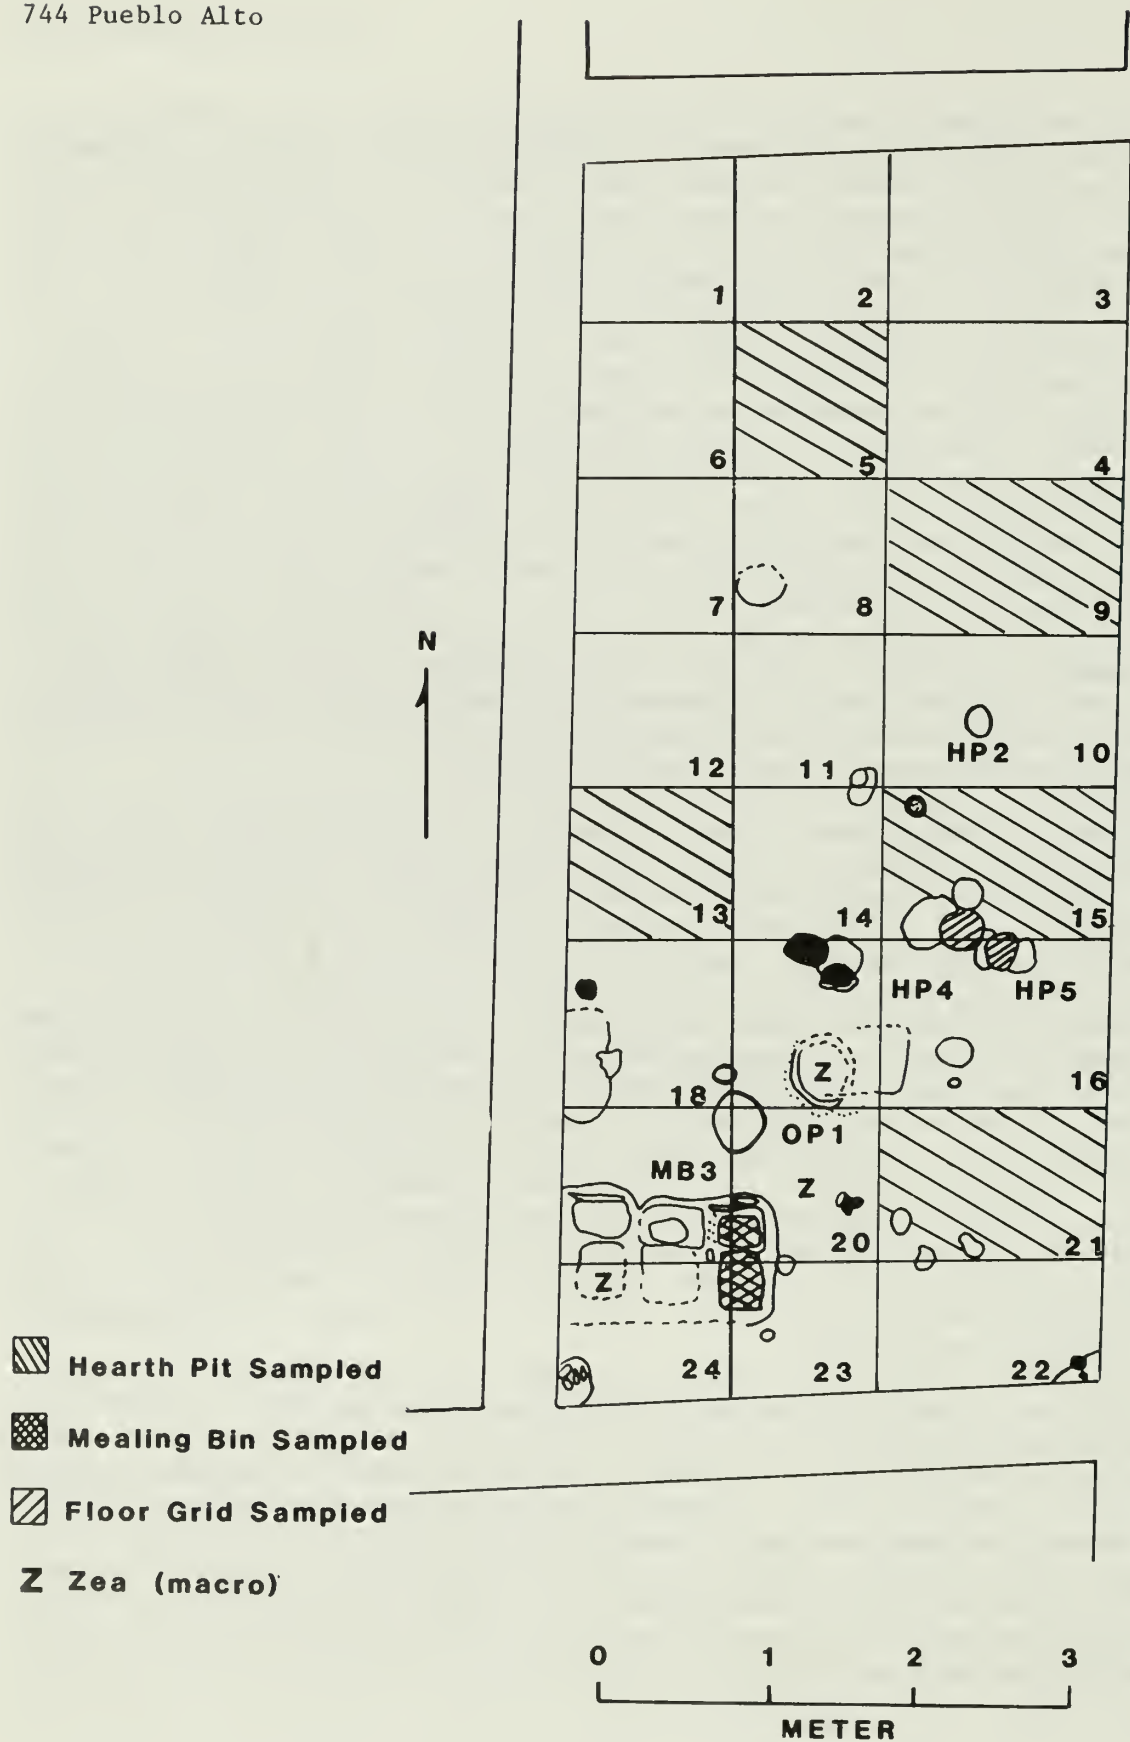 744 Pueblo Alto
1 2 3
6 5 4
7 8 9
N
HP2
12 11 10
13 14 15
HP4 HP5
Z
18 16
OP1
MB3
Z
20 21
Z
24 23 22
Hearth Pit Sampled
Mealing Bin Sampled
Floor Grid Sampled
Z Zea (macro)
0 1 2 3
METER